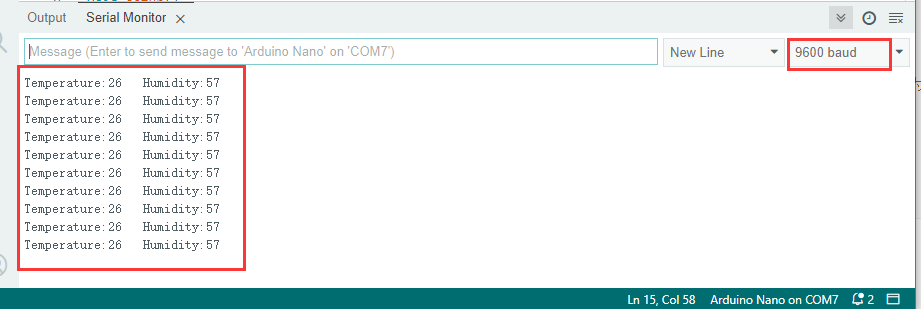 Output Serial Monitor
Message (Enter to send message to 'Arduino Nano' on 'COM7') New Line 9600 baud
Temperature:26 Humidity:57
Temperature:26 Humidity:57
Temperature:26 Humidity:57
Temperature:26 Humidity:57
Temperature:26 Humidity:57
Temperature:26 Humidity:57
Temperature:26 Humidity:57
Temperature:26 Humidity:57
Temperature:26 Humidity:57
Temperature:26 Humidity:57
Ln 15, Col 58 Arduino Nano on COM7 2